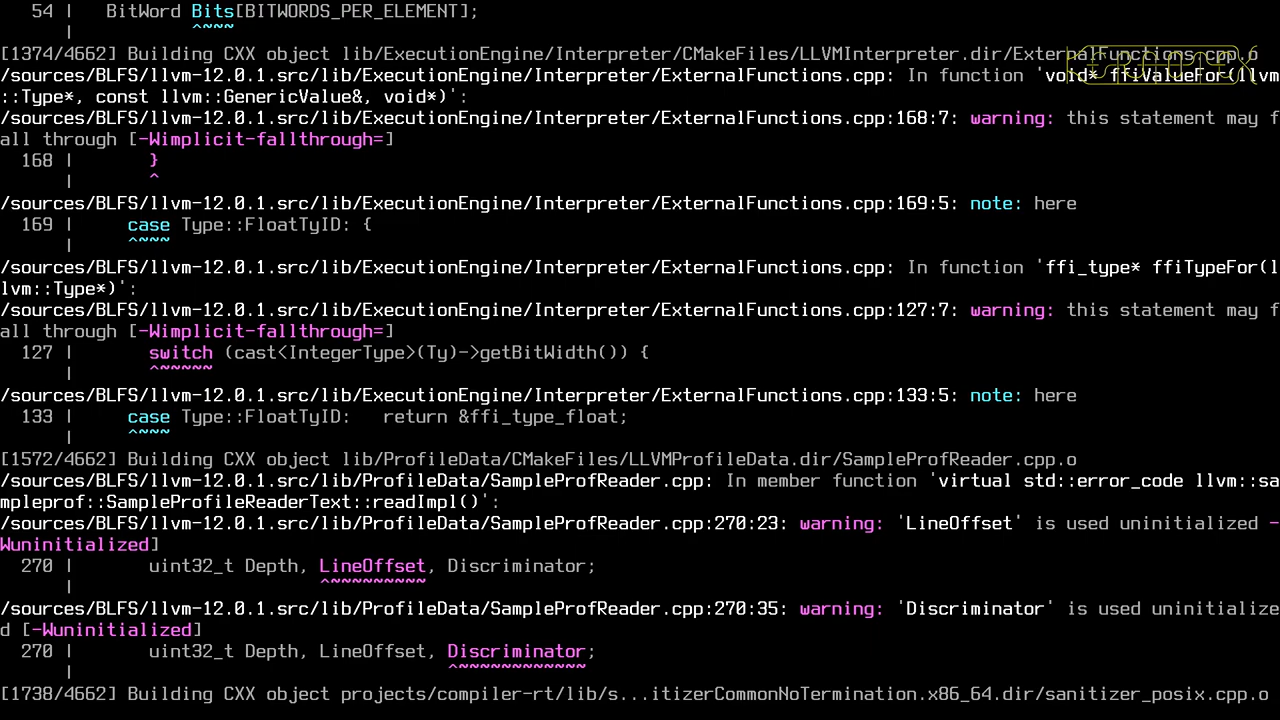 54 |   BitWord Bits[BITWORDS_PER_ELEMENT];
      |           ^~~~
[1374/4662] Building CXX object lib/ExecutionEngine/Interpreter/CMakeFiles/LLVMInterpreter.dir/ExternalFunctions.cpp.o
/sources/BLFS/llvm-12.0.1.src/lib/ExecutionEngine/Interpreter/ExternalFunctions.cpp: In function 'void* ffiValueFor(llvm
::Type*, const llvm::GenericValue&, void*)':
/sources/BLFS/llvm-12.0.1.src/lib/ExecutionEngine/Interpreter/ExternalFunctions.cpp:168:7: warning: this statement may f
all through [-Wimplicit-fallthrough=]
  168 |       }
      |       ^
/sources/BLFS/llvm-12.0.1.src/lib/ExecutionEngine/Interpreter/ExternalFunctions.cpp:169:5: note: here
  169 |     case Type::FloatTyID: {
      |     ^~~~
/sources/BLFS/llvm-12.0.1.src/lib/ExecutionEngine/Interpreter/ExternalFunctions.cpp: In function 'ffi_type* ffiTypeFor(l
lvm::Type*)':
/sources/BLFS/llvm-12.0.1.src/lib/ExecutionEngine/Interpreter/ExternalFunctions.cpp:127:7: warning: this statement may f
all through [-Wimplicit-fallthrough=]
  127 |       switch (cast<IntegerType>(Ty)->getBitWidth()) {
      |       ^~~~~~
/sources/BLFS/llvm-12.0.1.src/lib/ExecutionEngine/Interpreter/ExternalFunctions.cpp:133:5: note: here
  133 |     case Type::FloatTyID:   return &ffi_type_float;
      |     ^~~~
[1572/4662] Building CXX object lib/ProfileData/CMakeFiles/LLVMProfileData.dir/SampleProfReader.cpp.o
/sources/BLFS/llvm-12.0.1.src/lib/ProfileData/SampleProfReader.cpp: In member function 'virtual std::error_code llvm::sa
mpleprof::SampleProfileReaderText::readImpl()':
/sources/BLFS/llvm-12.0.1.src/lib/ProfileData/SampleProfReader.cpp:270:23: warning: 'LineOffset' is used uninitialized -
Wuninitialized]
  270 |       uint32_t Depth, LineOffset, Discriminator;
      |                       ^~~~~~~~~~
/sources/BLFS/llvm-12.0.1.src/lib/ProfileData/SampleProfReader.cpp:270:35: warning: 'Discriminator' is used uninitialize
d [-Wuninitialized]
  270 |       uint32_t Depth, LineOffset, Discriminator;
      |                                   ^~~~~~~~~~~~~
[1738/4662] Building CXX object projects/compiler-rt/lib/s...itizerCommonNoTermination.x86_64.dir/sanitizer_posix.cpp.o